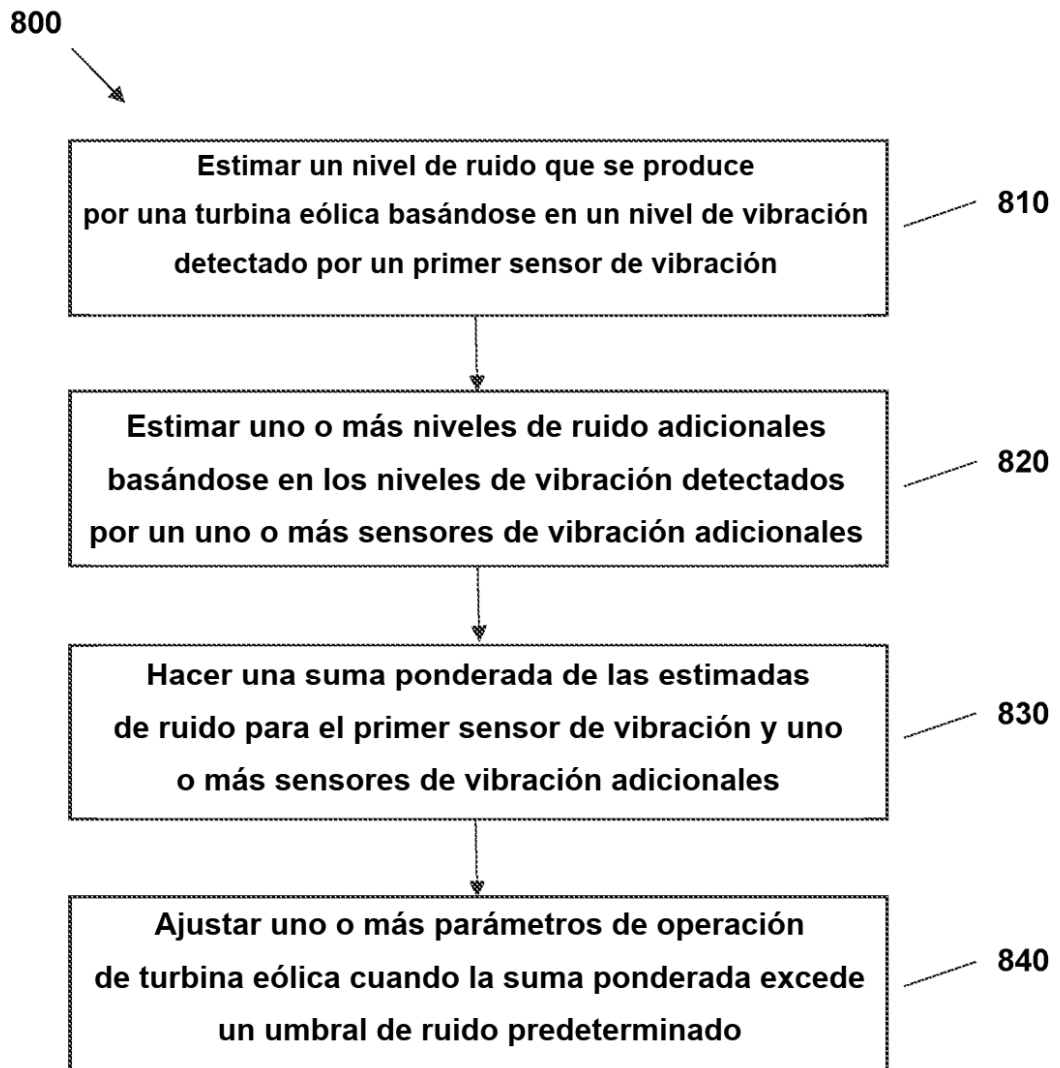 800
Estimar un nivel de ruido que se produce
por una turbina eólica basándose en un nivel de vibración
detectado por un primer sensor de vibración
810
Estimar uno o más niveles de ruido adicionales
basándose en los niveles de vibración detectados
por un uno o más sensores de vibración adicionales
820
Hacer una suma ponderada de las estimadas
de ruido para el primer sensor de vibración y uno
o más sensores de vibración adicionales
830
Ajustar uno o más parámetros de operación
de turbina eólica cuando la suma ponderada excede
un umbral de ruido predeterminado
840